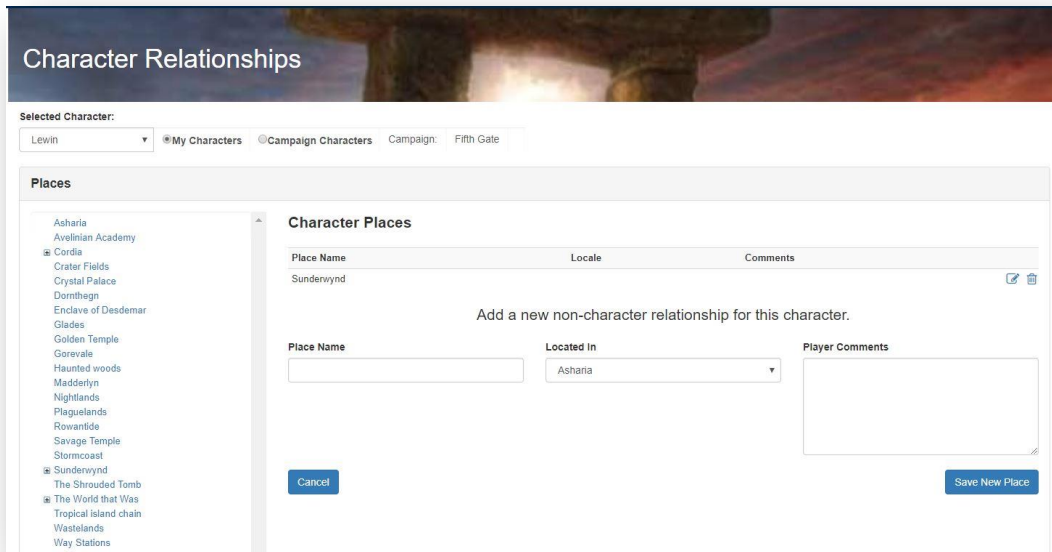 Character Relationships
Selected Character:
Lewin My Characters Campaign Characters Campaign: Fifth Gate
Places
Asharia
Avelinian Academy
Cordia
Crater Fields
Crystal Palace
Dornthegn
Enclave of Desdemar
Glades
Golden Temple
Gorevale
Haunted woods
Madderlyn
Nightlands
Plaguelands
Rowantide
Savage Temple
Stormcoast
Sunderwynd
The Shrouded Tomb
The World that Was
Tropical island chain
Wastelands
Way Stations
Character Places
Place Name Locale Comments
Sunderwynd
Add a new non-character relationship for this character.
Place Name Located In Player Comments
Asharia
Cancel Save New Place